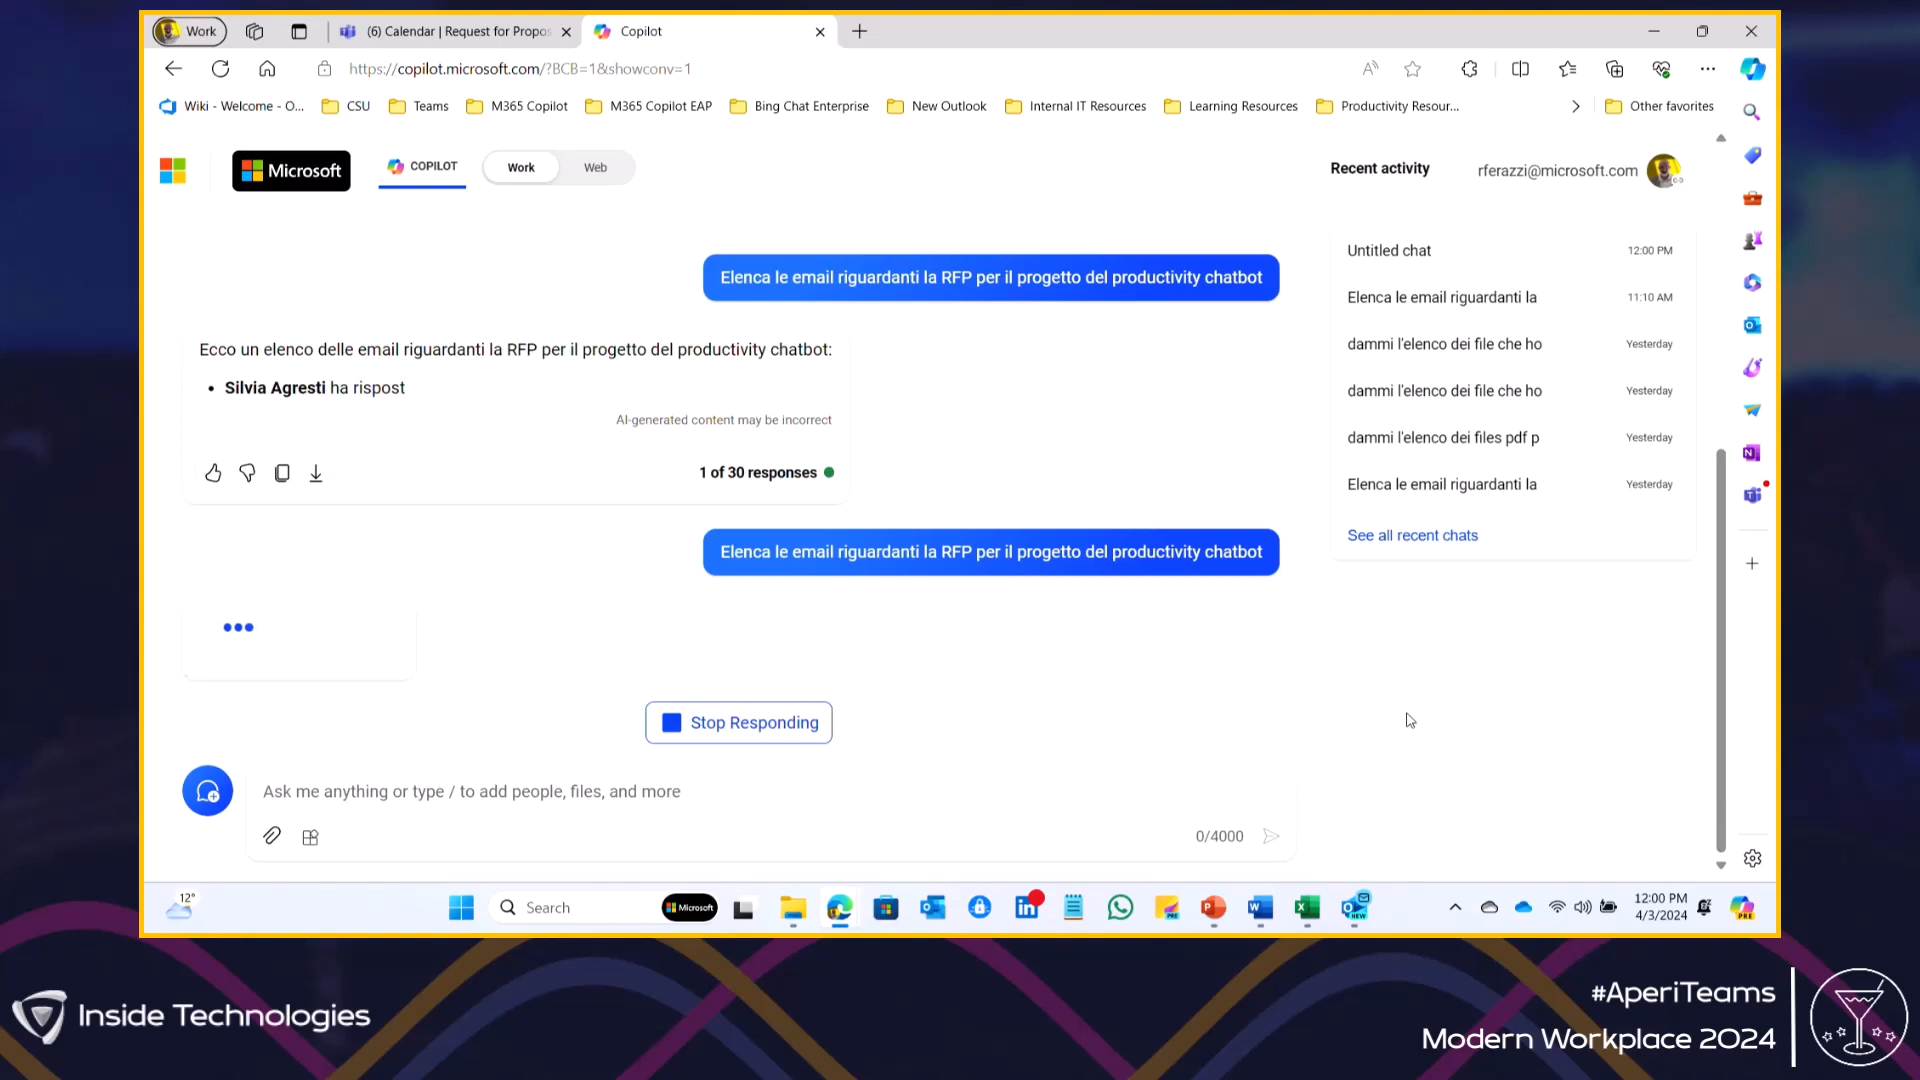 Work
(6) Calendar | Request for Propos
Copilot
https://copilot.microsoft.com/?BCB=1&showconv=1
Wiki - Welcome - O...
CSU
Teams
M365 Copilot
M365 Copilot EAP
Bing Chat Enterprise
New Outlook
Internal IT Resources
Learning Resources
Productivity Resour...
Other favorites
Microsoft
COPILOT
Work
Web
Recent activity
rferazzi@microsoft.com
Elenca le email riguardanti la RFP per il progetto del productivity chatbot
Ecco un elenco delle email riguardanti la RFP per il progetto del productivity chatbot:
• Silvia Agresti ha rispost
AI-generated content may be incorrect
1 of 30 responses
Elenca le email riguardanti la RFP per il progetto del productivity chatbot
Stop Responding
Ask me anything or type / to add people, files, and more
0/4000
Untitled chat 12:00 PM
Elenca le email riguardanti la 11:10 AM
dammi l'elenco dei file che ho Yesterday
dammi l'elenco dei file che ho Yesterday
dammi l'elenco dei files pdf p Yesterday
Elenca le email riguardanti la Yesterday
See all recent chats
12°
Search
Microsoft
PRE
NEW
12:00 PM
4/3/2024
PRE
Inside Technologies
#AperiTeams
Modern Workplace 2024